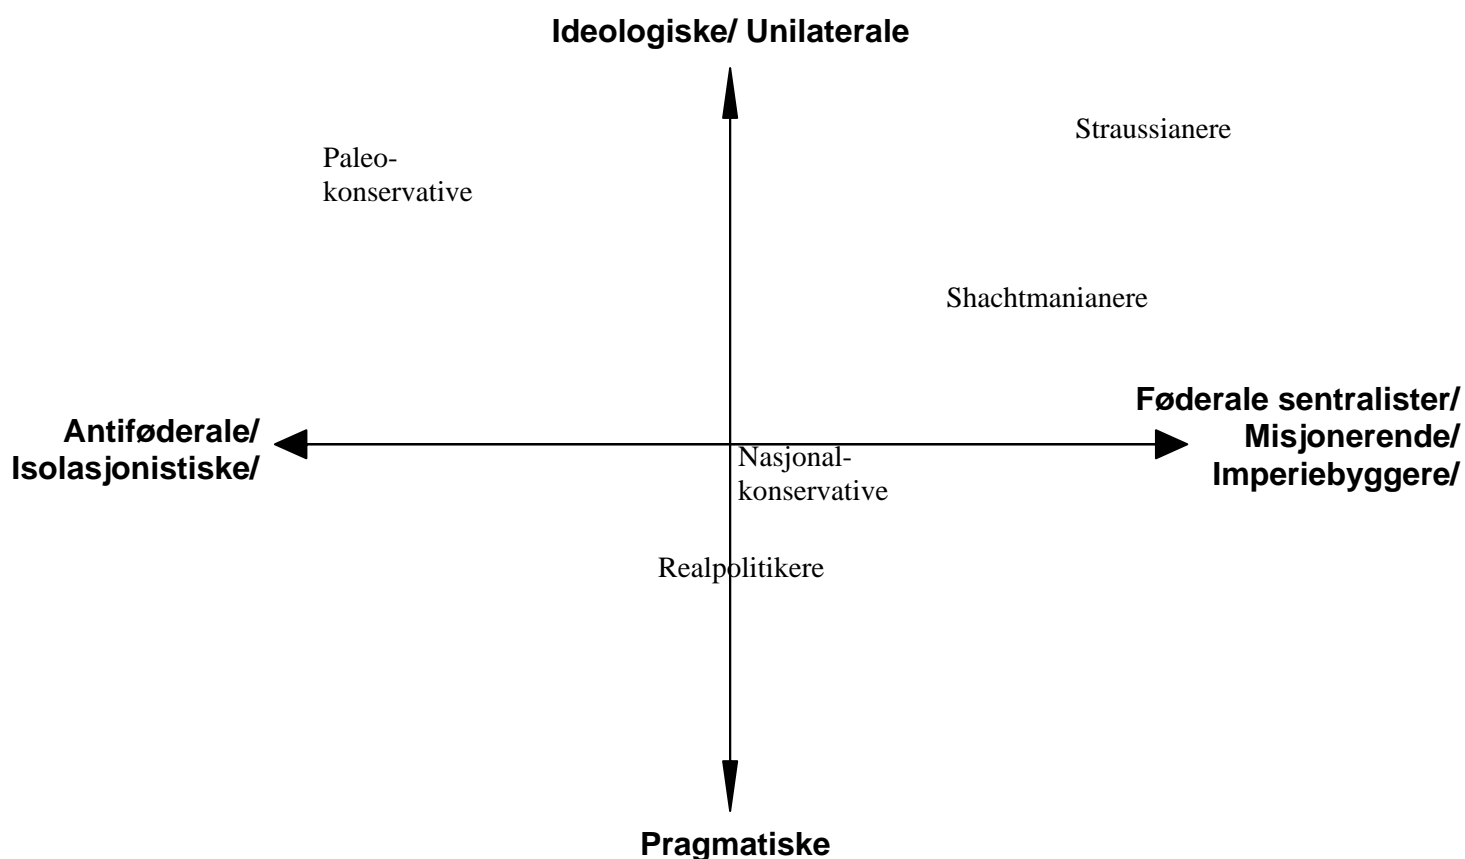 Ideologiske/ Unilaterale
Straussianere
Paleo-
konservative
Shachtmanianere
Føderale sentralister/
Misjonerende/
Imperiebyggere/
Antiføderale/
Isolasjonistiske/
Nasjonal-
konservative
Realpolitikere
Pragmatiske